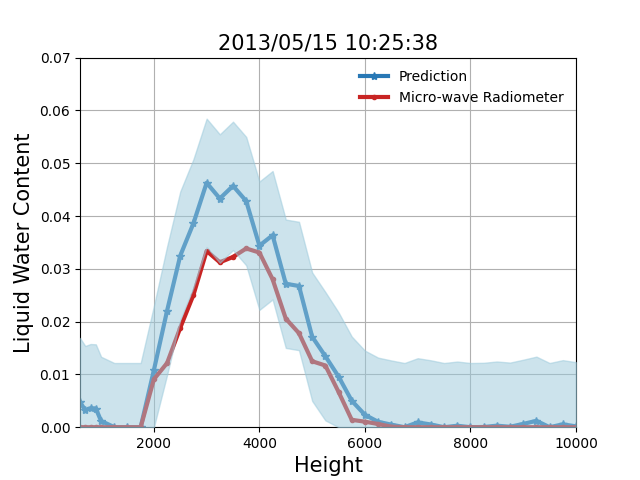 2013/05/15 10:25:38
0.07
0.06
0.05
0.04
0.03
0.02
0.01
0.00
Liquid Water Content
Prediction
Micro-wave Radiometer
2000 4000 6000 8000 10000
Height